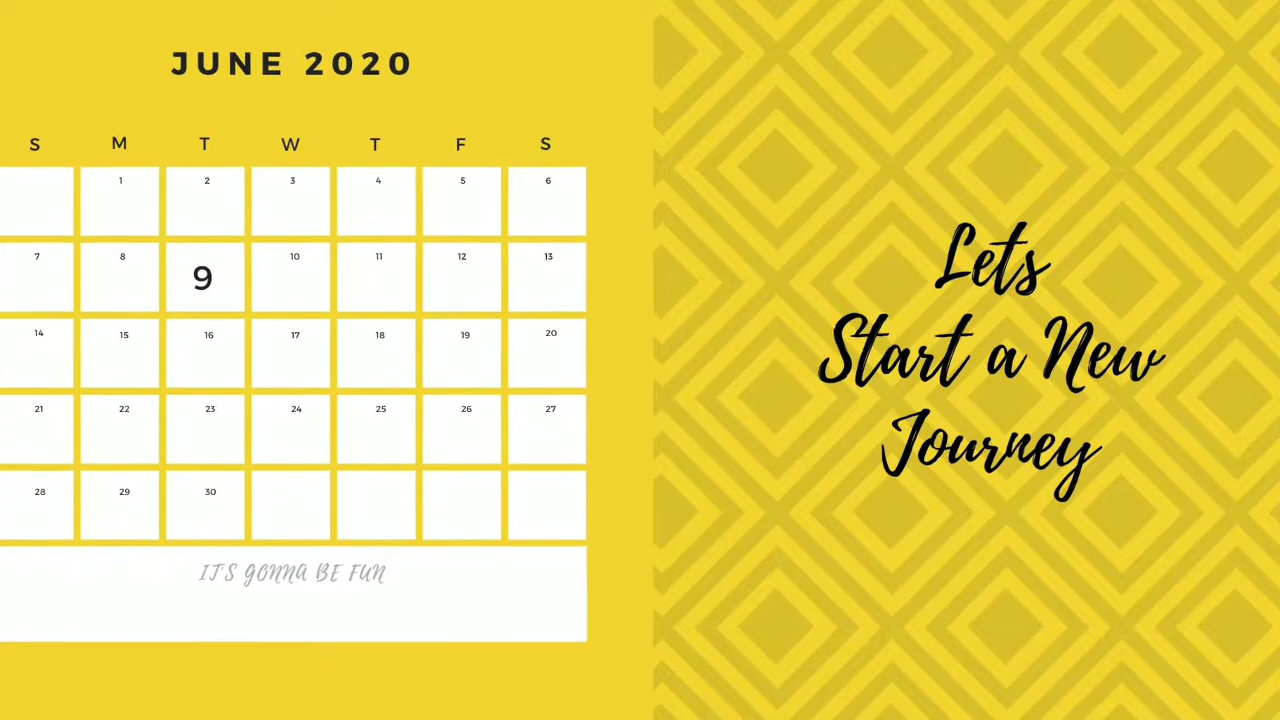 JUNE 2020
S M T W T F S
1 2 3 4 5 6
7 8 9 10 11 12 13
14 15 16 17 18 19 20
21 22 23 24 25 26 27
28 29 30
IT'S GONNA BE FUN
Lets
Start a New
Journey